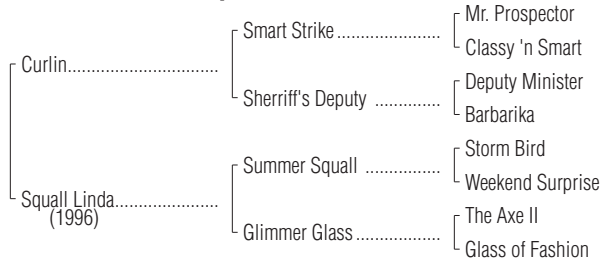 Mr. Prospector
Smart Strike
Classy 'n Smart
Curlin
Deputy Minister
Sherriff's Deputy
Barbarika
Storm Bird
Summer Squall
Weekend Surprise
Squall Linda
(1996)
The Axe II
Glimmer Glass
Glass of Fashion